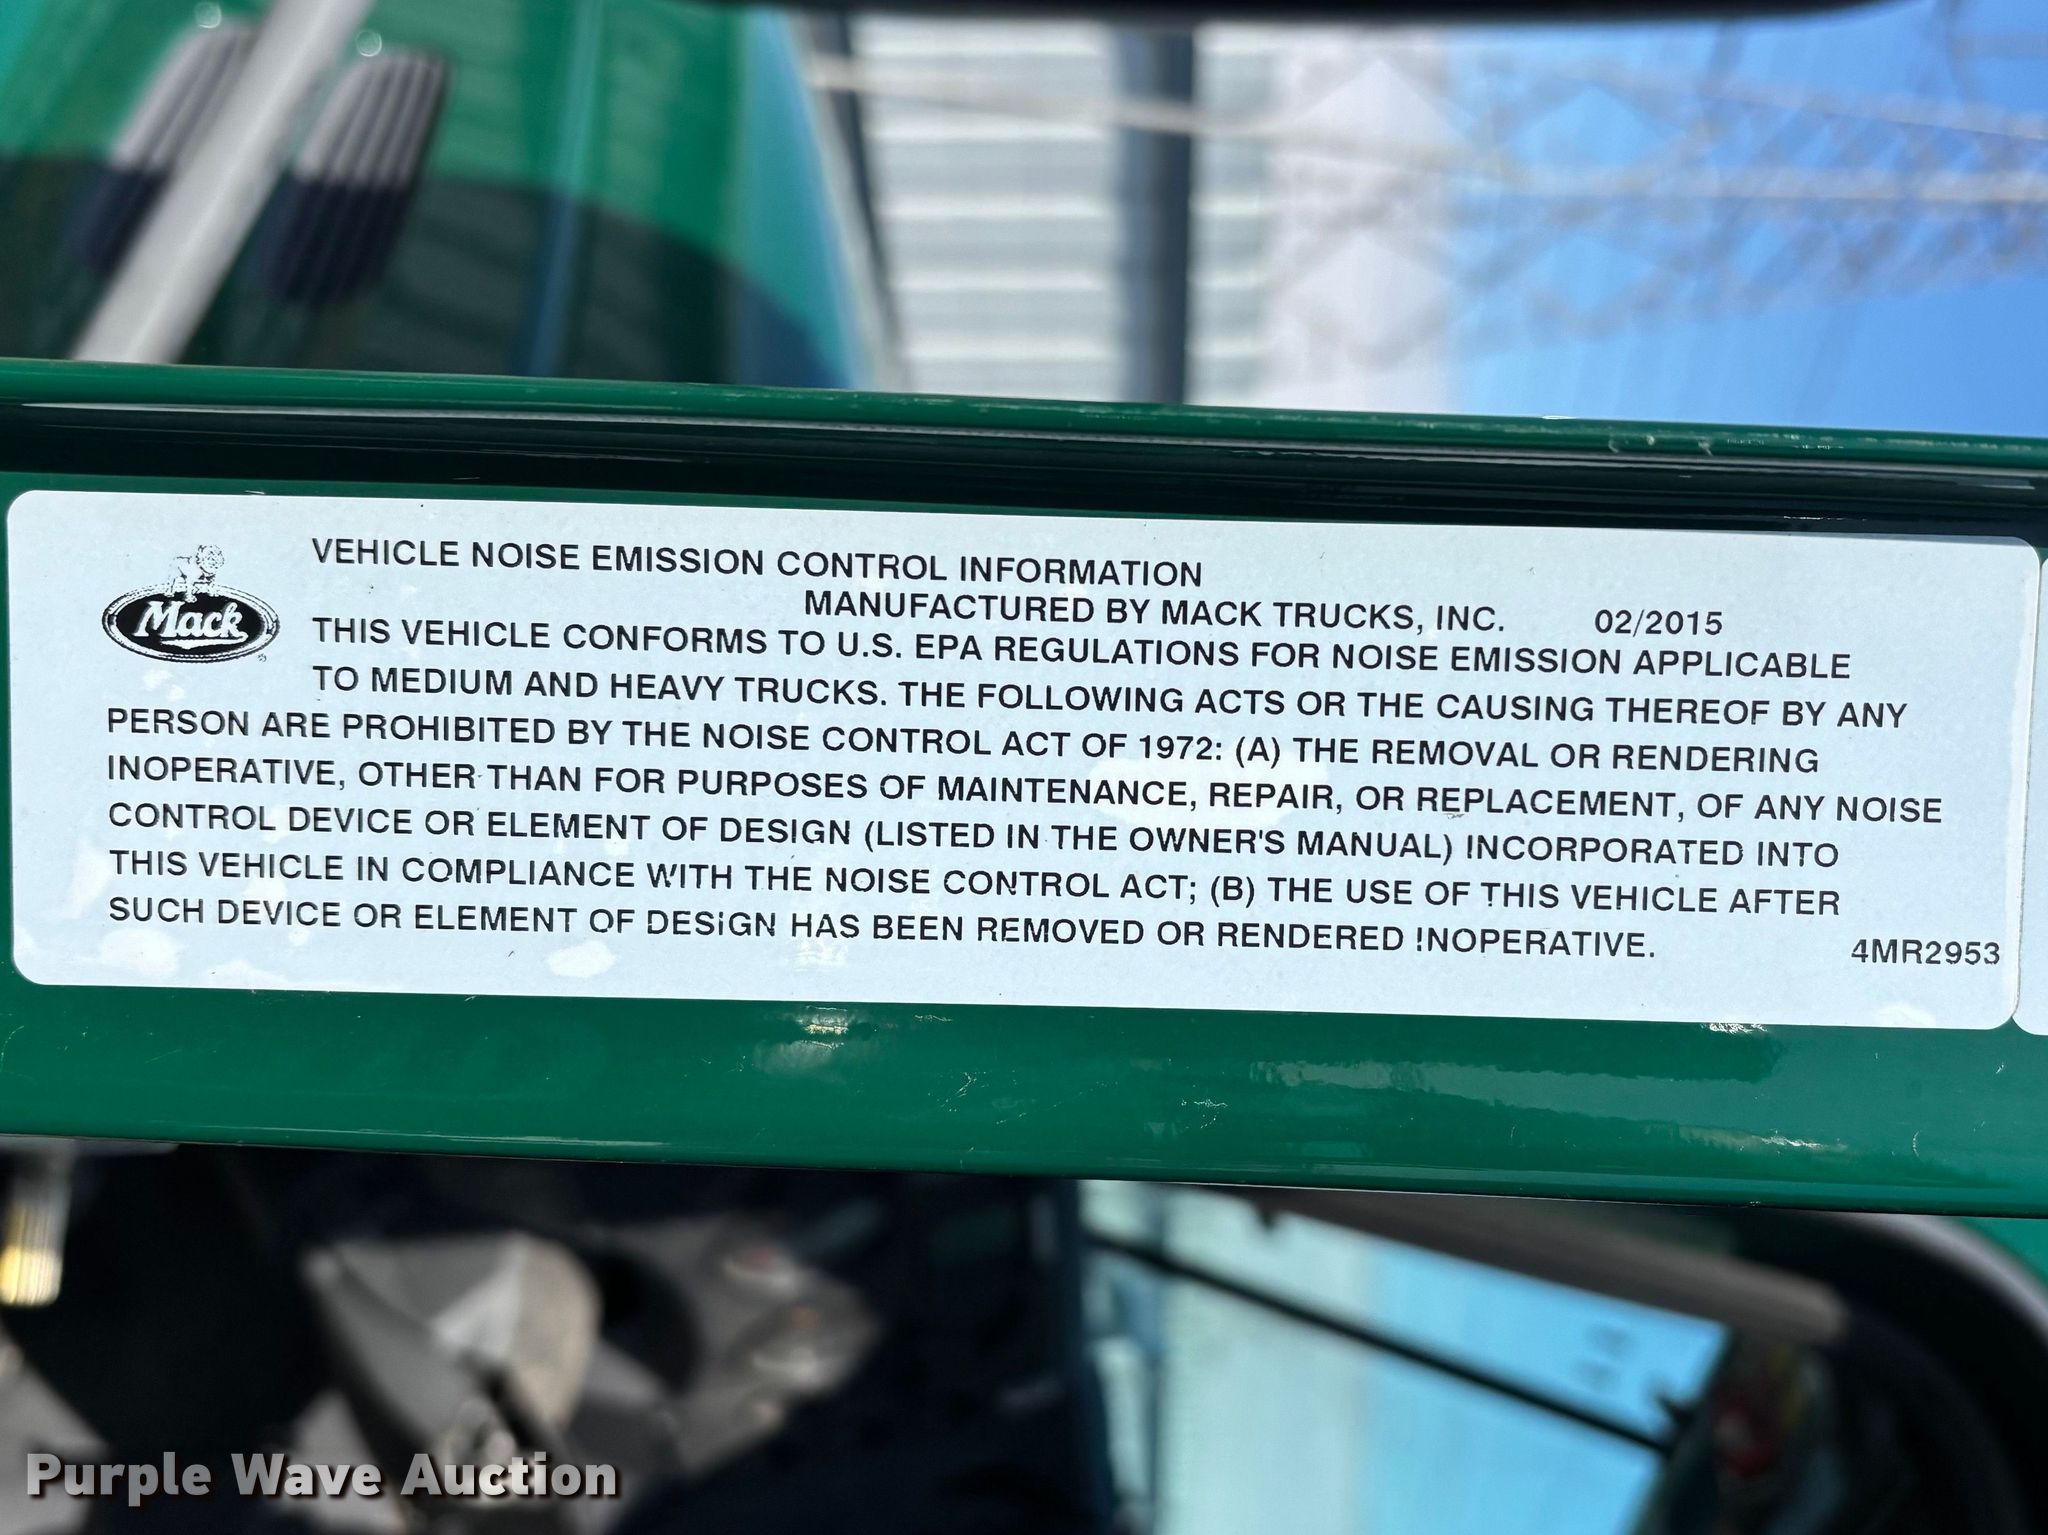 VEHICLE NOISE EMISSION CONTROL INFORMATION
MANUFACTURED BY MACK TRUCKS, INC. 02/2015
Mack
THIS VEHICLE CONFORMS TO U.S. EPA REGULATIONS FOR NOISE EMISSION APPLICABLE
TO MEDIUM AND HEAVY TRUCKS. THE FOLLOWING ACTS OR THE CAUSING THEREOF BY ANY
PERSON ARE PROHIBITED BY THE NOISE CONTROL ACT OF 1972: (A) THE REMOVAL OR RENDERING
INOPERATIVE, OTHER THAN FOR PURPOSES OF MAINTENANCE, REPAIR, OR REPLACEMENT, OF ANY NOISE
CONTROL DEVICE OR ELEMENT OF DESIGN (LISTED IN THE OWNER'S MANUAL) INCORPORATED INTO
THIS VEHICLE IN COMPLIANCE WITH THE NOISE CONTROL ACT; (B) THE USE OF THIS VEHICLE AFTER
SUCH DEVICE OR ELEMENT OF DESIGN HAS BEEN REMOVED OR RENDERED INOPERATIVE.
4MR2953
Purple Wave Auction